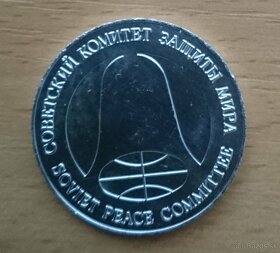 СОВЕТСКИЙ КОМИТЕТ ЗАЩИТЫ МИРА
SOVIET PEACE COMMITTEE